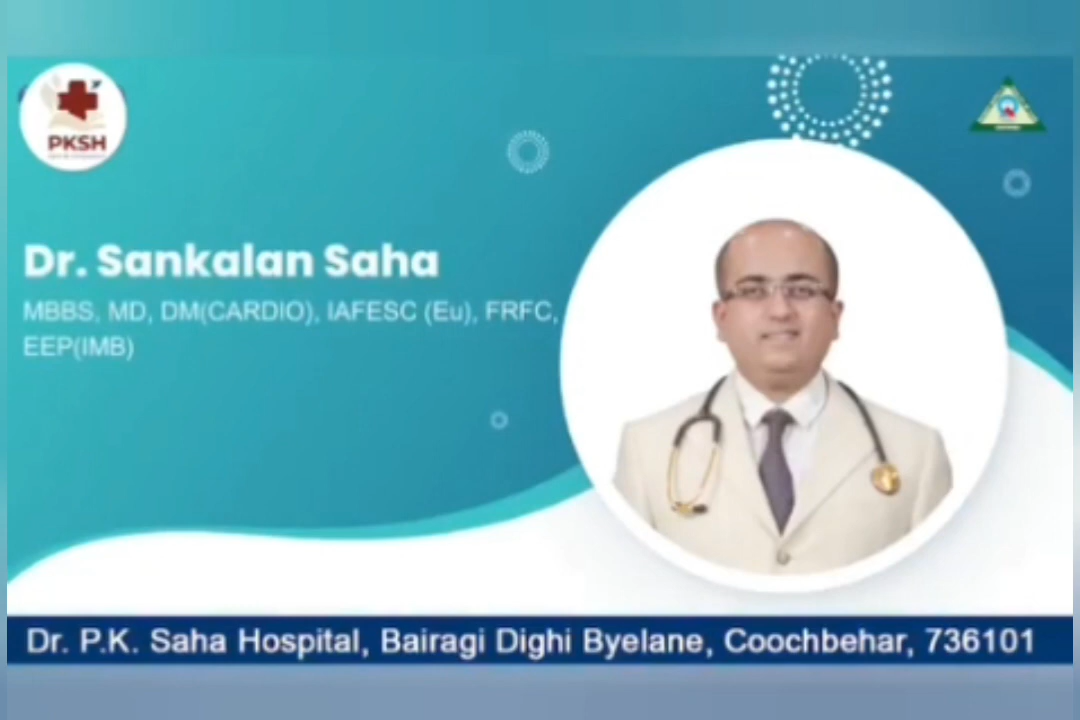 PKSH
Dr. Sankalan Saha
MBBS, MD, DM(CARDIO), IAFESC (Eu), FRFC,
EEP(IMB)
Dr. P.K. Saha Hospital, Bairagi Dighi Byelane, Coochbehar, 736101